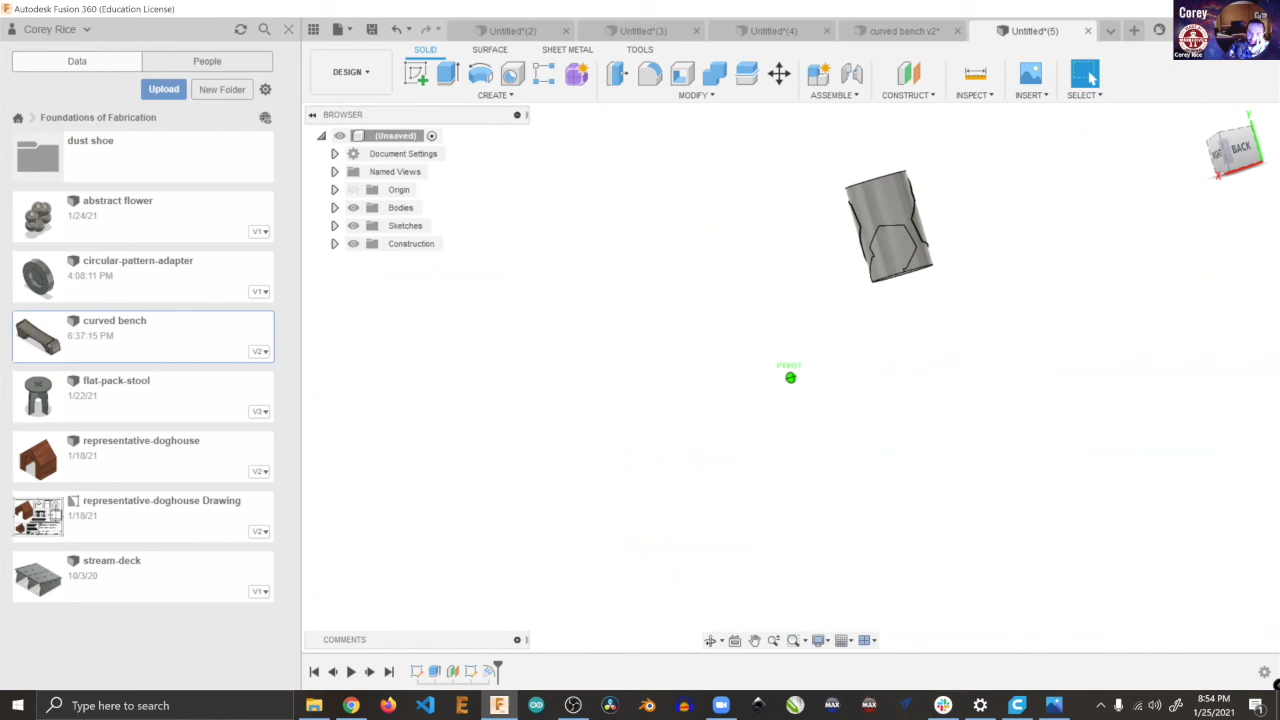 Autodesk Fusion 360 (Education License)
Corey Rice
Untitled*(2)
Untitled*(3)
Untitled*(4)
curved bench v2*
Untitled*(5)
Corey
Corey Rice
Data
People
SOLID
SURFACE
SHEET METAL
TOOLS
DESIGN
Upload
New Folder
CREATE
MODIFY
ASSEMBLE
CONSTRUCT
INSPECT
INSERT
SELECT
Foundations of Fabrication
BROWSER
(Unsaved)
Document Settings
Named Views
Origin
Bodies
Sketches
Construction
Y
BACK
X
dust shoe
abstract flower
1/24/21
V1
circular-pattern-adapter
4:08:11 PM
V1
curved bench
6:37:15 PM
V2
flat-pack-stool
1/22/21
V3
representative-doghouse
1/18/21
V2
representative-doghouse Drawing
1/18/21
V2
stream-deck
10/3/20
V1
COMMENTS
Type here to search
MAX
MAX
8:54 PM
1/25/2021